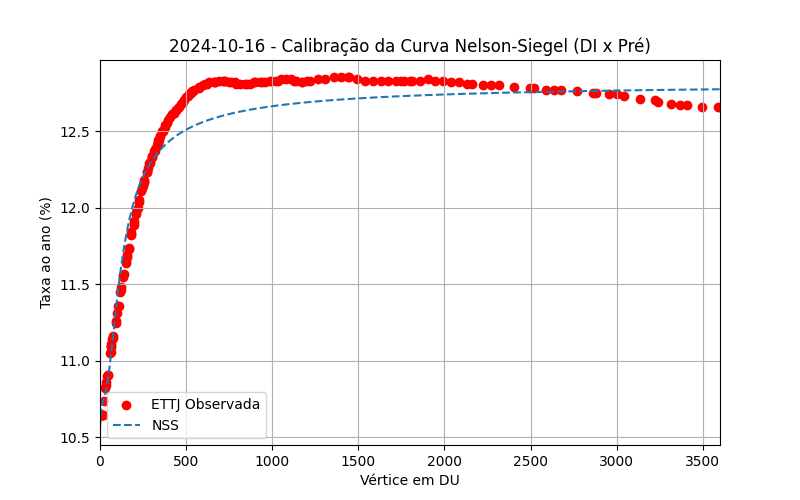 2024-10-16 - Calibração da Curva Nelson-Siegel (DI x Pré)
Taxa ao ano (%)
12.5
12.0
11.5
11.0
10.5
ETTJ Observada
NSS
0 500 1000 1500 2000 2500 3000 3500
Vértice em DU